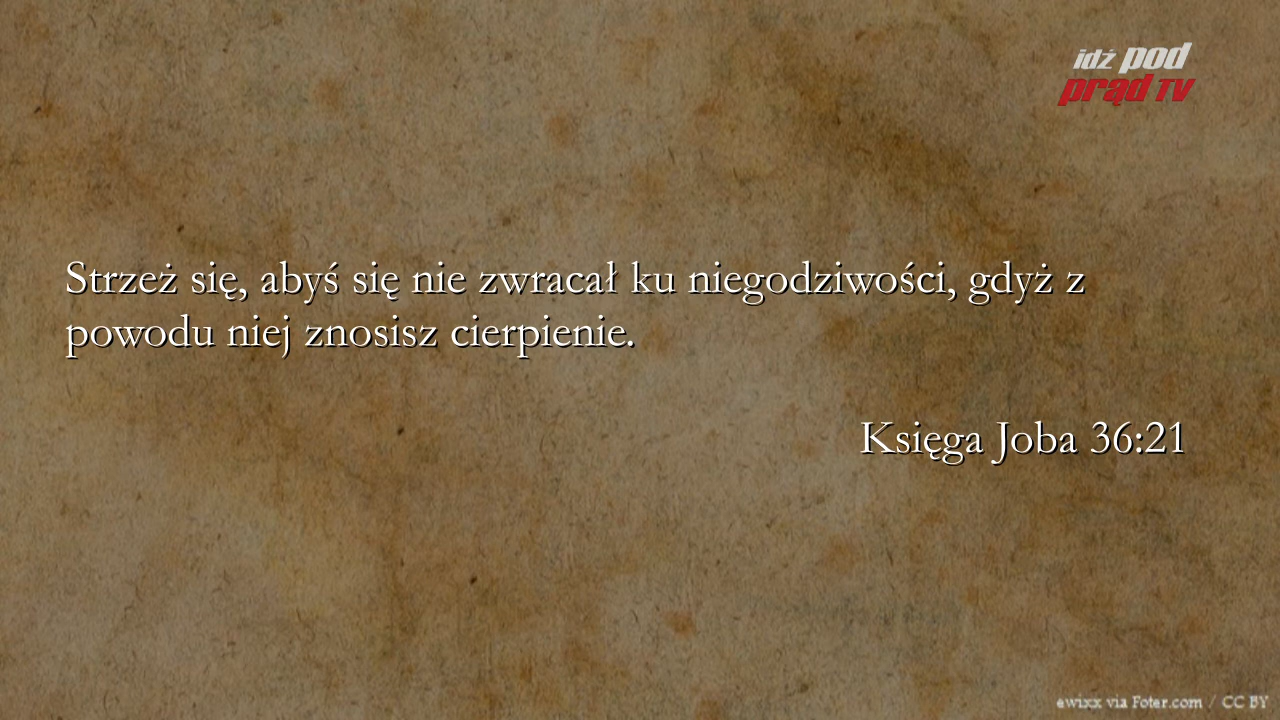 idź pod
prąd TV
Strzeż się, abyś się nie zwracał ku niegodziwości, gdyż z
powodu niej znosisz cierpienie.
Księga Joba 36:21
ewixx via Foter.com / CC BY